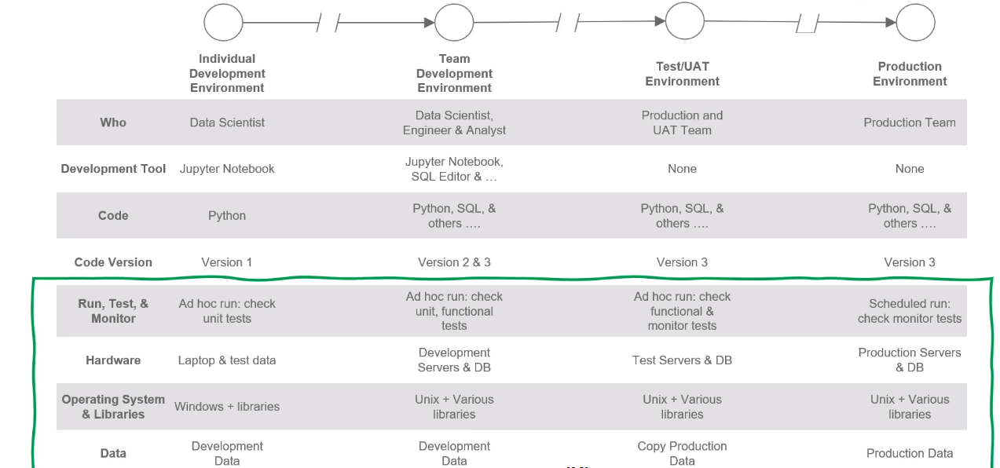 Individual
Development
Environment
Team
Development
Environment
Test/UAT
Environment
Production
Environment
Who
Data Scientist
Data Scientist,
Engineer & Analyst
Production and
UAT Team
Production Team
Development Tool
Jupyter Notebook
Jupyter Notebook,
SQL Editor & ...
None
None
Code
Python
Python, SQL, &
others ....
Python, SQL, &
others ....
Python, SQL, &
others ....
Code Version
Version 1
Version 2 & 3
Version 3
Version 3
Run, Test, &
Monitor
Ad hoc run: check
unit tests
Ad hoc run: check
unit, functional
tests
Ad hoc run: check
functional &
monitor tests
Scheduled run:
check monitor tests
Hardware
Laptop & test data
Development
Servers & DB
Test Servers & DB
Production Servers
& DB
Operating System
& Libraries
Windows + libraries
Unix + Various
libraries
Unix + Various
libraries
Unix + Various
libraries
Data
Development
Data
Development
Data
Copy Production
Data
Production Data